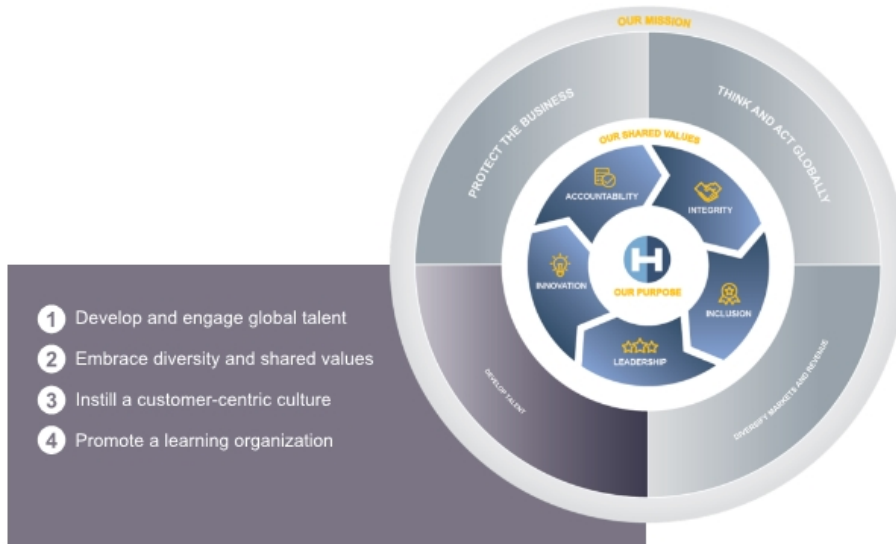 OUR MISSION
PROTECT THE BUSINESS
THINK AND ACT GLOBALLY
OUR SHARED VALUES
ACCOUNTABILITY
INTEGRITY
H
OUR PURPOSE
INNOVATION
INCLUSION
LEADERSHIP
DEVELOP TALENT
DIVERSIFY MARKETS AND REVENUE
1 Develop and engage global talent
2 Embrace diversity and shared values
3 Instill a customer-centric culture
4 Promote a learning organization